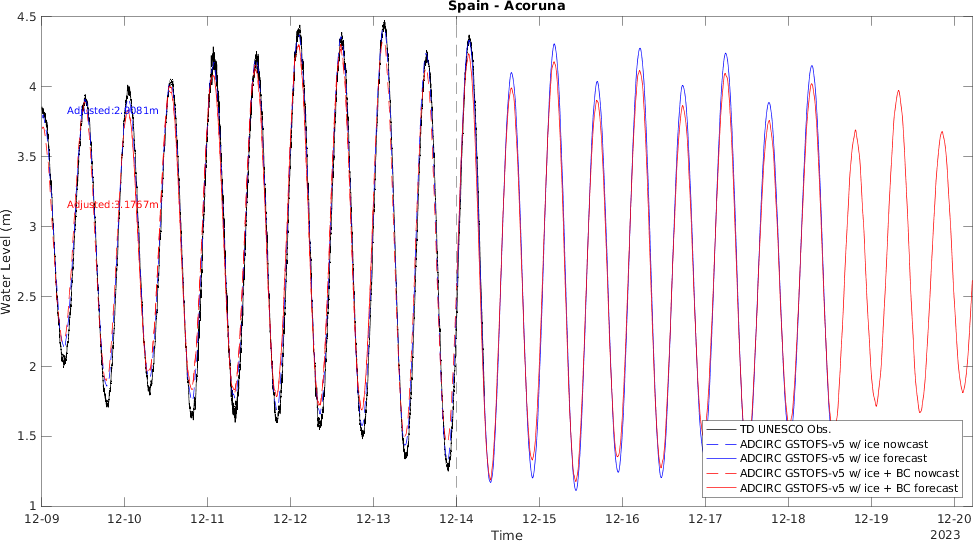 Spain - Acoruna
4.5
4
3.5
3
2.5
2
1.5
1
Water Level (m)
Adjusted:3.1767m
TD UNESCO Obs.
ADCIRC GSTOFS-v5 w/ ice nowcast
ADCIRC GSTOFS-v5 w/ ice forecast
ADCIRC GSTOFS-v5 w/ ice + BC nowcast
ADCIRC GSTOFS-v5 w/ ice + BC forecast
12-09 12-10 12-11 12-12 12-13 12-14 12-15 12-16 12-17 12-18 12-19 12-20
Time
2023